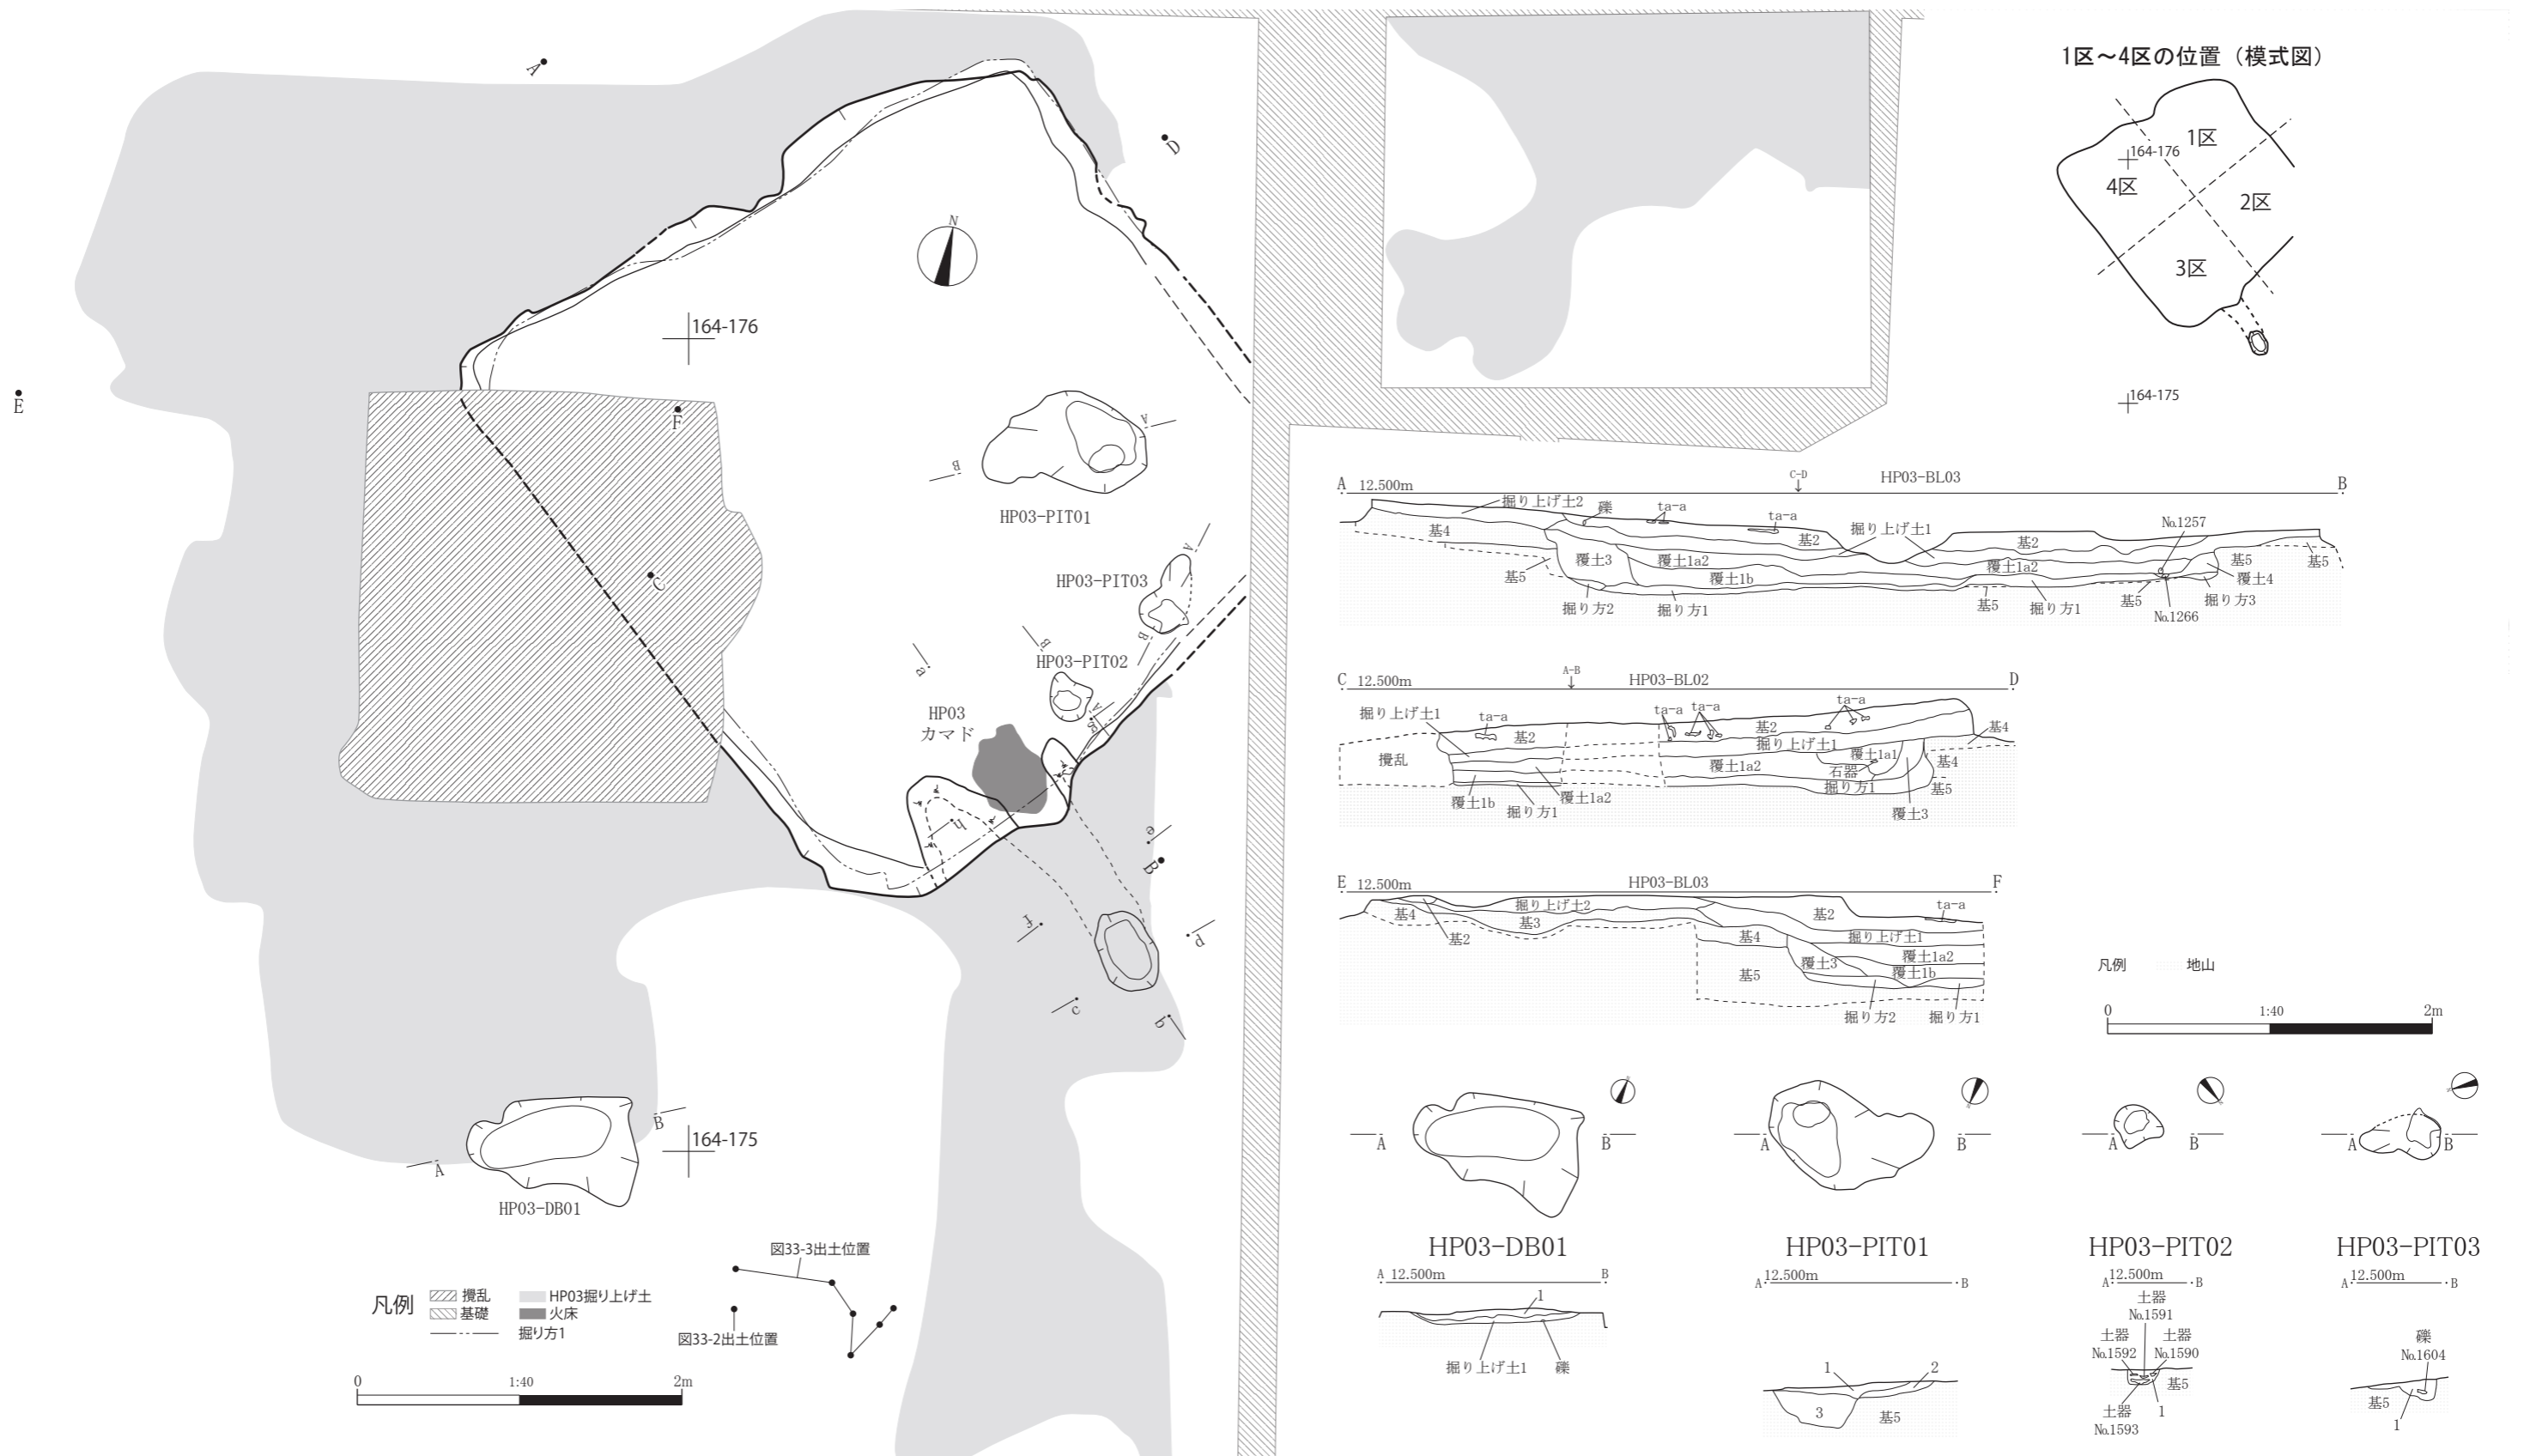 1区～4区の位置（模式図）
1区
164-176
4区
2区
3区
164-175
A
D
N
164-176
E
F
C
A
B
HP03-PIT01
HP03-PIT03
A
B
B
HP03-PIT02
A
a
g
HP03
カマド
h
e
B
f
d
c
b
A
B
164-175
HP03-DB01
図33-3出土位置
図33-2出土位置
凡例
攪乱
HP03掘り上げ土
基礎
火床
掘り方1
0 1:40 2m
A 12.500m C-D HP03-BL03 B
掘り上げ土2
礫
ta-a
ta-a
掘り上げ土1
No.1257
基4
基2
基2
基5
覆土3
覆土1a2
覆土1a2
基5
基5
覆土1b
覆土4
掘り方2
掘り方1
基5
掘り方1
基5
掘り方3
No.1266
C 12.500m A-B HP03-BL02 D
掘り上げ土1
ta-a
ta-a
ta-a
ta-a
基2
基2
基4
攪乱
掘り上げ土1
覆土1a1
覆土1a2
石器
基4
掘り方1
基5
覆土1b
掘り方1
覆土1a2
覆土3
E 12.500m HP03-BL03 F
掘り上げ土2
基4
基3
基2
基2
ta-a
基4
掘り上げ土1
覆土1a2
覆土3
覆土1b
基5
掘り方2
掘り方1
凡例 地山
0 1:40 2m
A B
A B
A B
A B
HP03-DB01
HP03-PIT01
HP03-PIT02
HP03-PIT03
A 12.500m B
A 12.500m B
A 12.500m B
A 12.500m B
1
掘り上げ土1
礫
1
2
3
基5
土器
No.1591
土器
No.1592
土器
No.1590
基5
土器
No.1593
1
礫
No.1604
基5
1